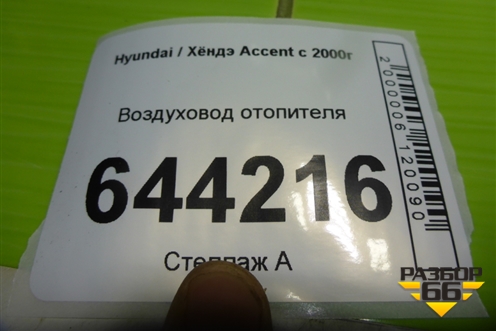 Hyundai / Хёндэ Accent с 2000г
Воздуховод отопителя
644216
Стеллаж А
2000006120090
РАЗБОР
66